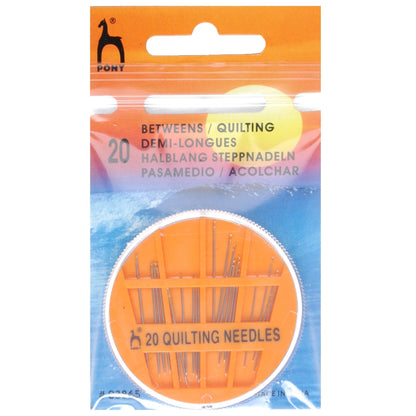 PONY
20
BETWEENS / QUILTING
DEMI-LONGUES
HALBLANG STEPPNADELN
PASAMEDIO / ACOLCHAR
20 QUILTING NEEDLES